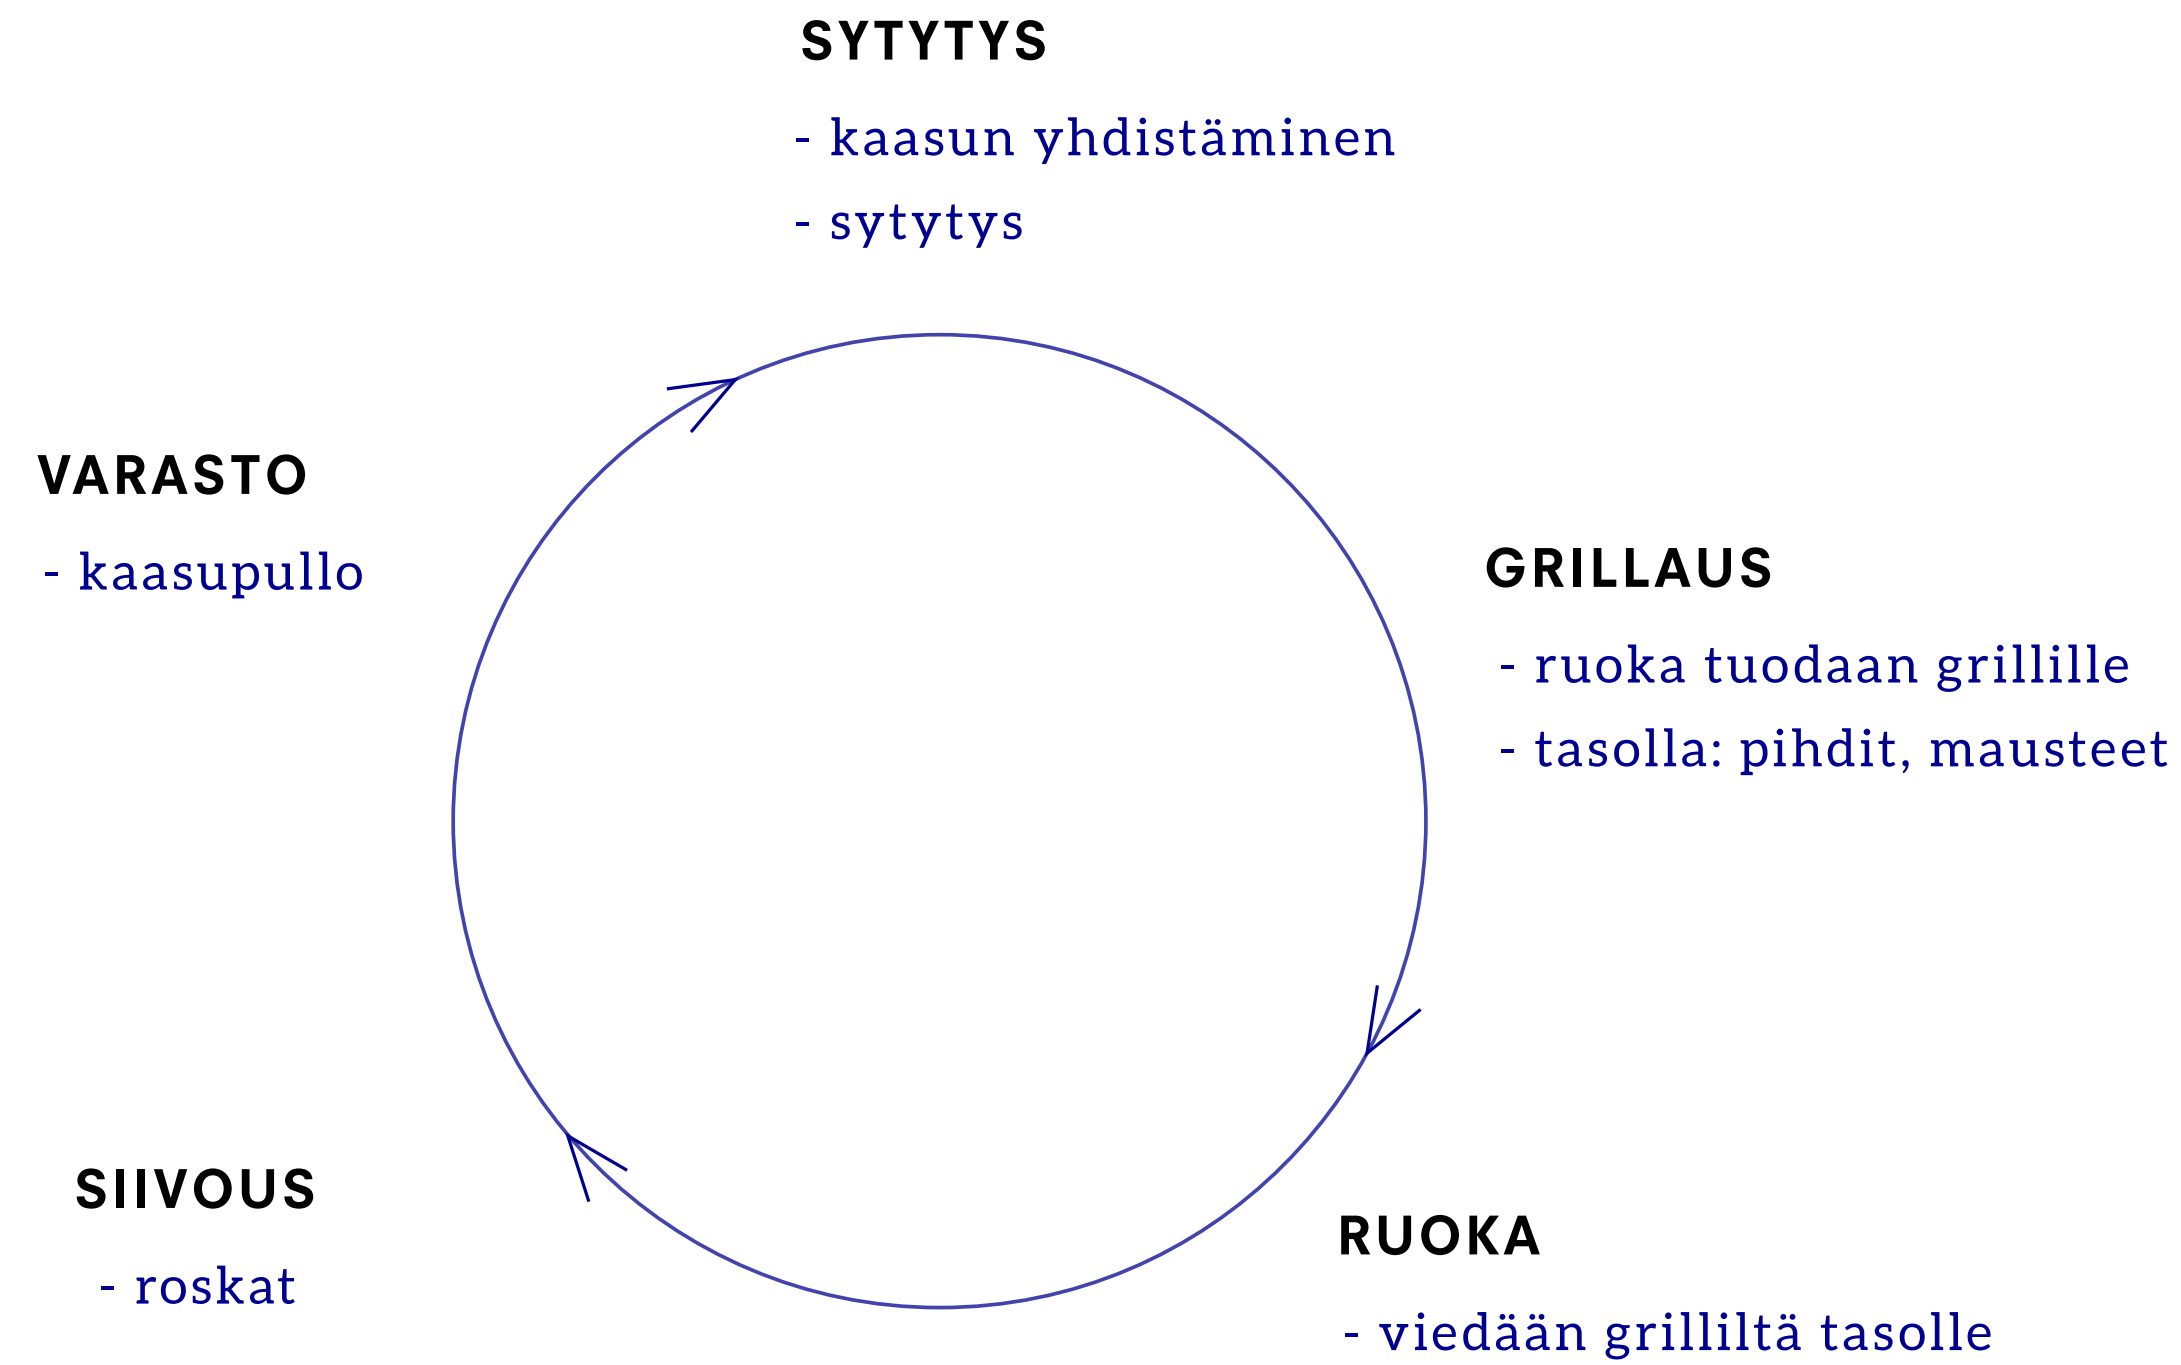 SYTYTYS
- kaasun yhdistäminen
- sytytys
VARASTO
- kaasupullo
GRILLAUS
- ruoka tuodaan grillille
- tasolla: pihdit, mausteet
SIIVOUS
- roskat
RUOKA
- viedään grilliltä tasolle